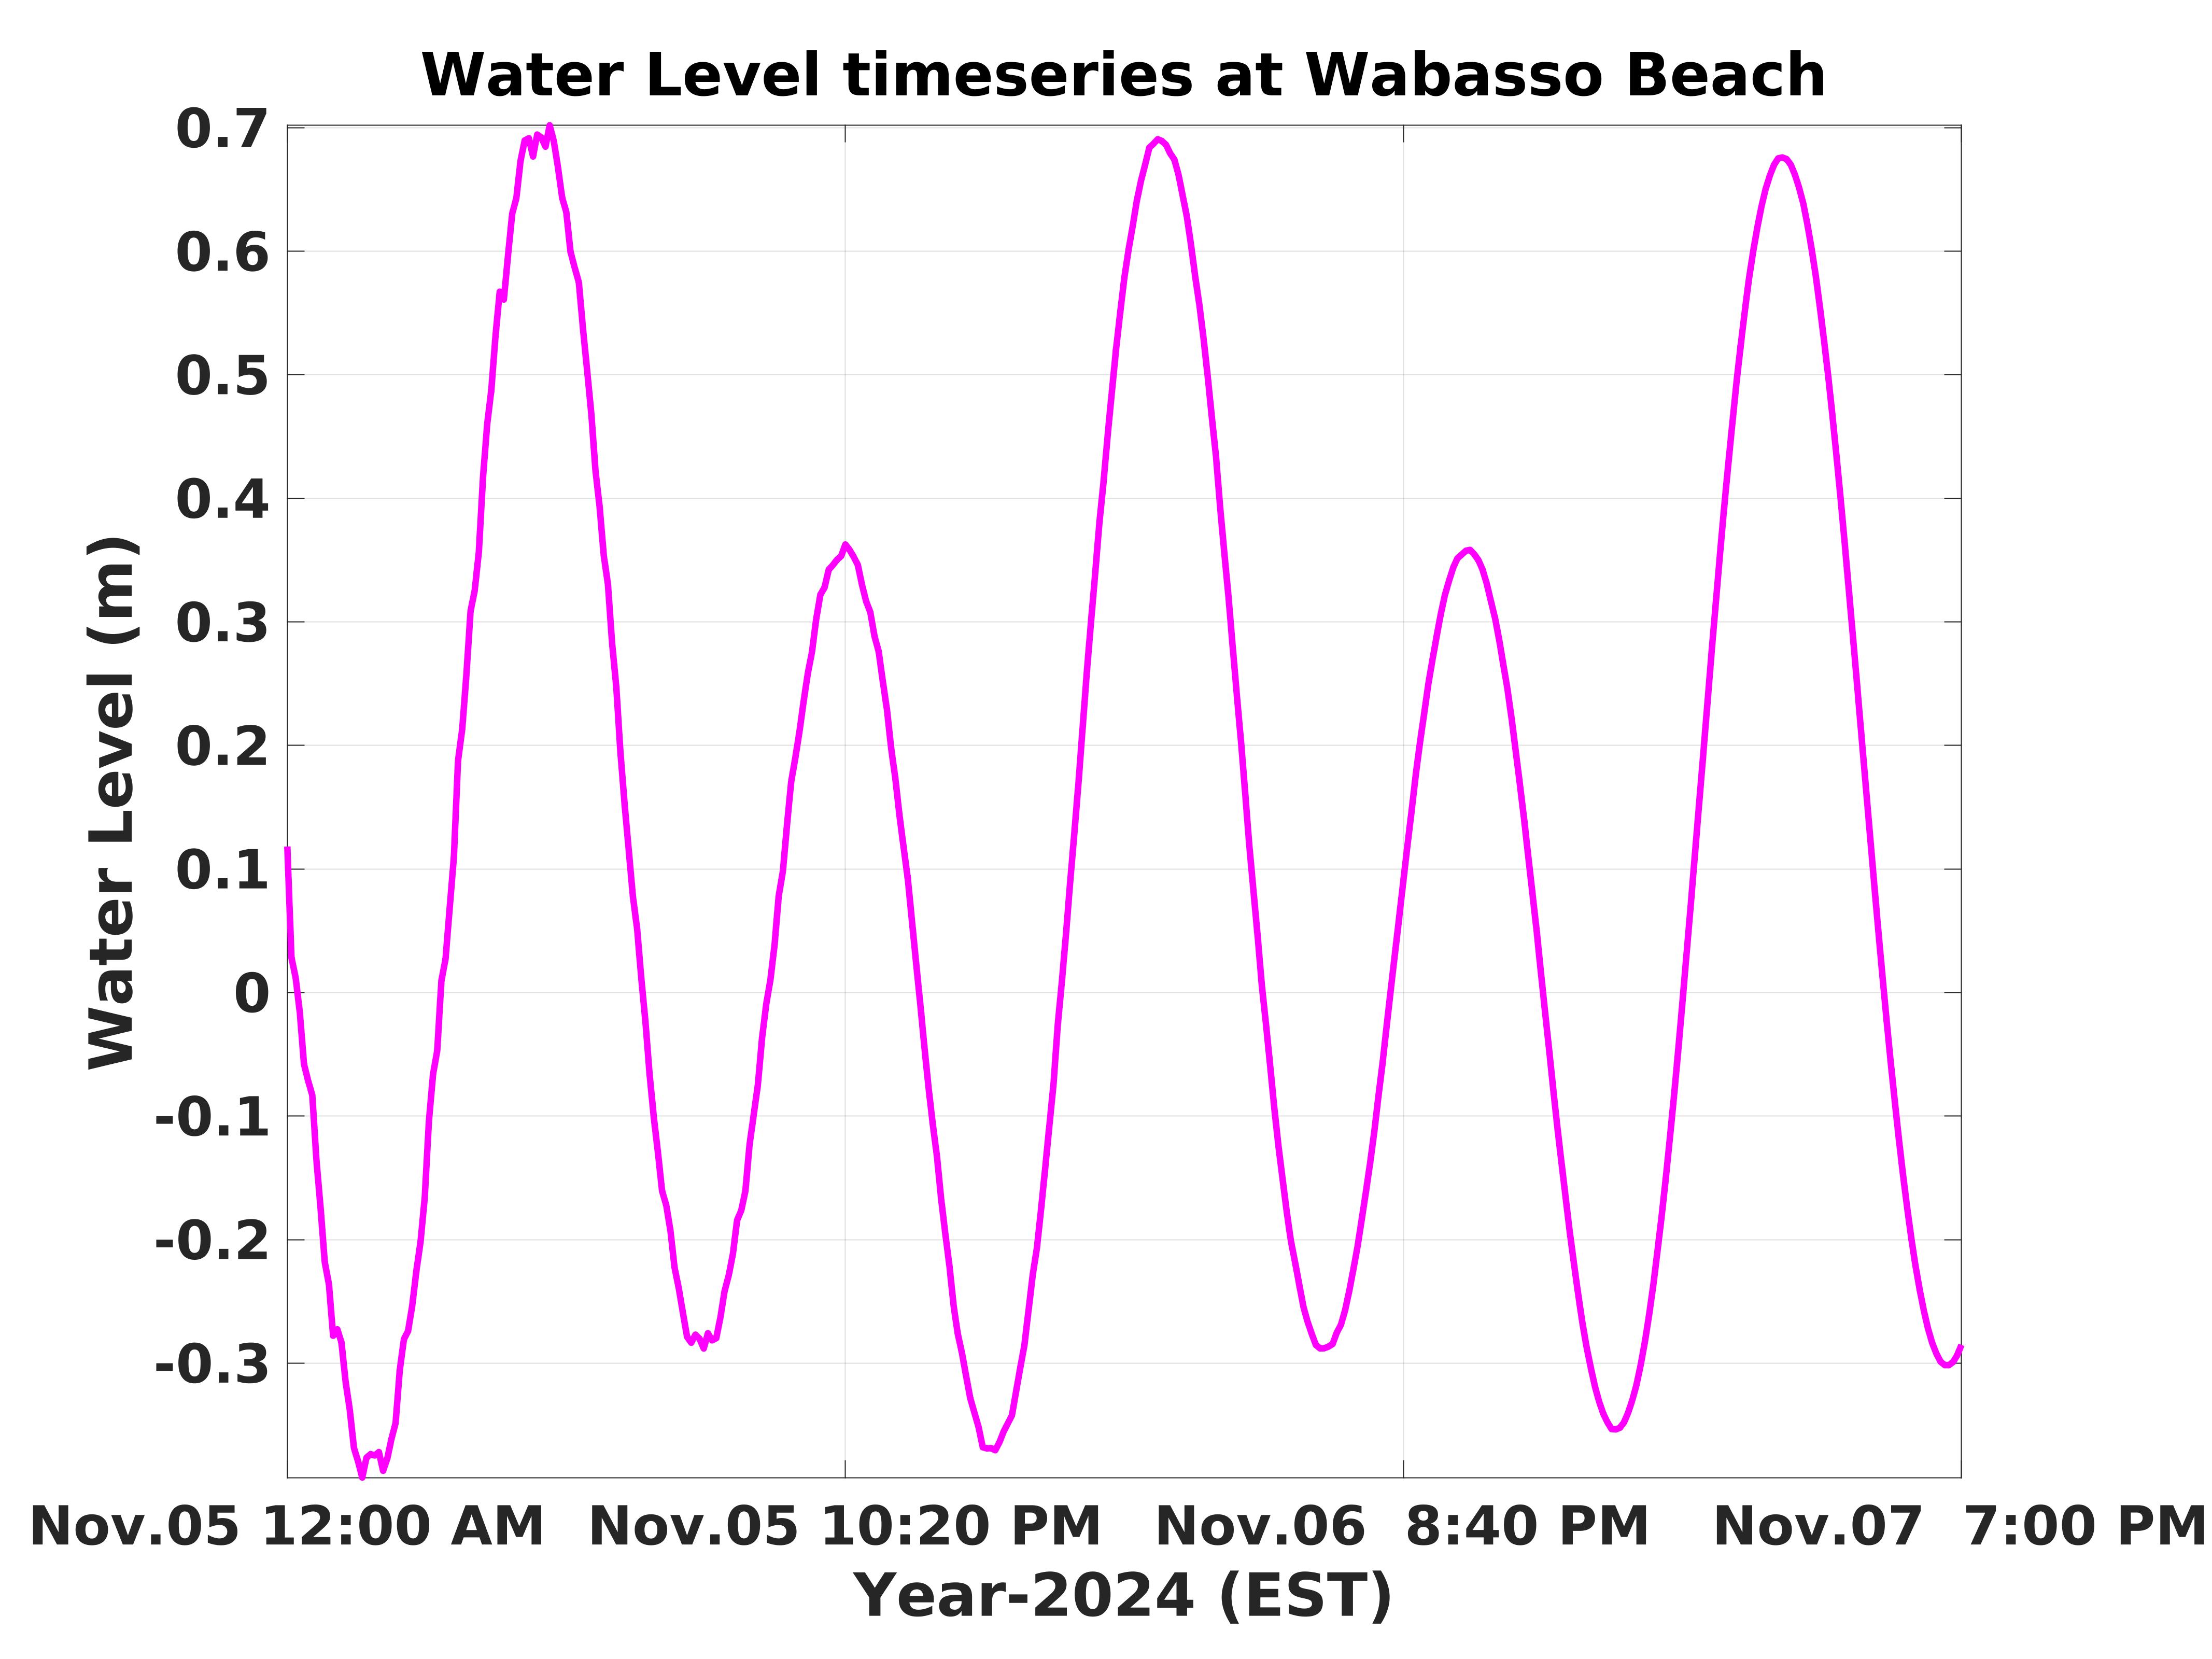 Water Level timeseries at Wabasso Beach
0.7
0.6
0.5
0.4
0.3
0.2
0.1
0
-0.1
-0.2
-0.3
Water Level (m)
Nov.05 12:00 AM Nov.05 10:20 PM Nov.06 8:40 PM Nov.07 7:00 PM
Year-2024 (EST)